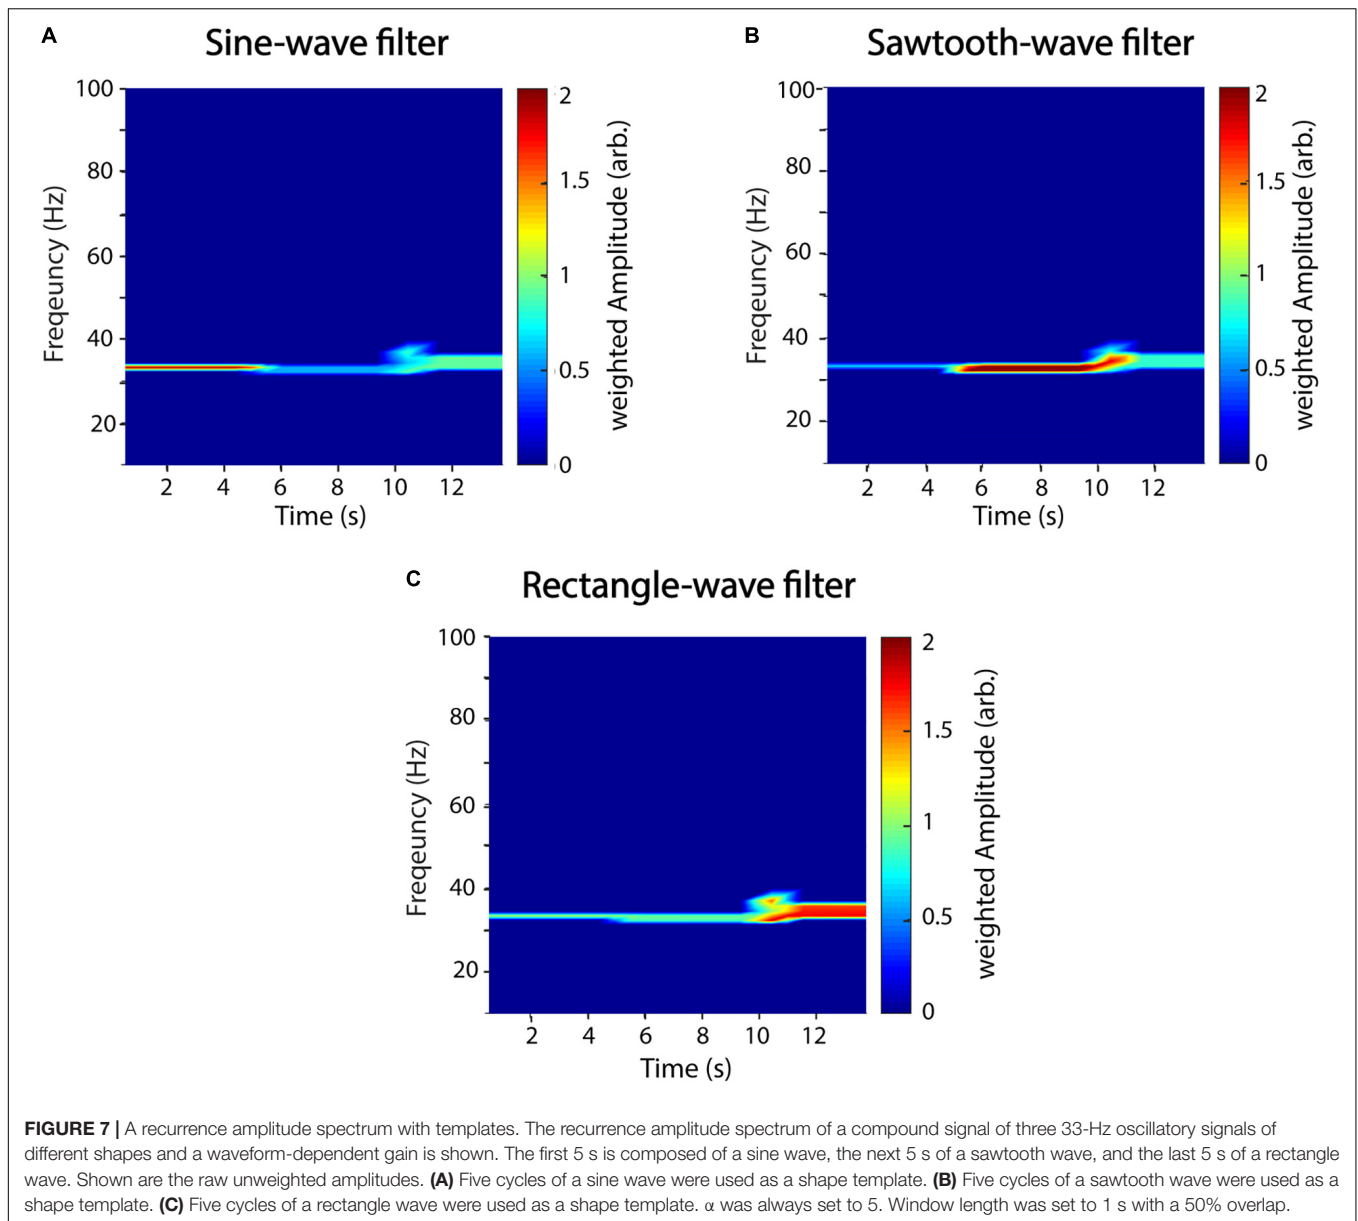 A
Sine-wave filter
100
80
60
40
20
Freqeuncy (Hz)
2 4 6 8 10 12
Time (s)
2
1.5
1
0.5
0
weighted Amplitude (arb.)
B
Sawtooth-wave filter
100
80
60
40
20
Freqeuncy (Hz)
2 4 6 8 10 12
Time (s)
2
1.5
1
0.5
0
weighted Amplitude (arb.)
C
Rectangle-wave filter
100
80
60
40
20
Freqeuncy (Hz)
2 4 6 8 10 12
Time (s)
2
1.5
1
0.5
0
weighted Amplitude (arb.)
FIGURE 7 | A recurrence amplitude spectrum with templates. The recurrence amplitude spectrum of a compound signal of three 33-Hz oscillatory signals of
different shapes and a waveform-dependent gain is shown. The first 5 s is composed of a sine wave, the next 5 s of a sawtooth wave, and the last 5 s of a rectangle
wave. Shown are the raw unweighted amplitudes. (A) Five cycles of a sine wave were used as a shape template. (B) Five cycles of a sawtooth wave were used as a
shape template. (C) Five cycles of a rectangle wave were used as a shape template. α was always set to 5. Window length was set to 1 s with a 50% overlap.